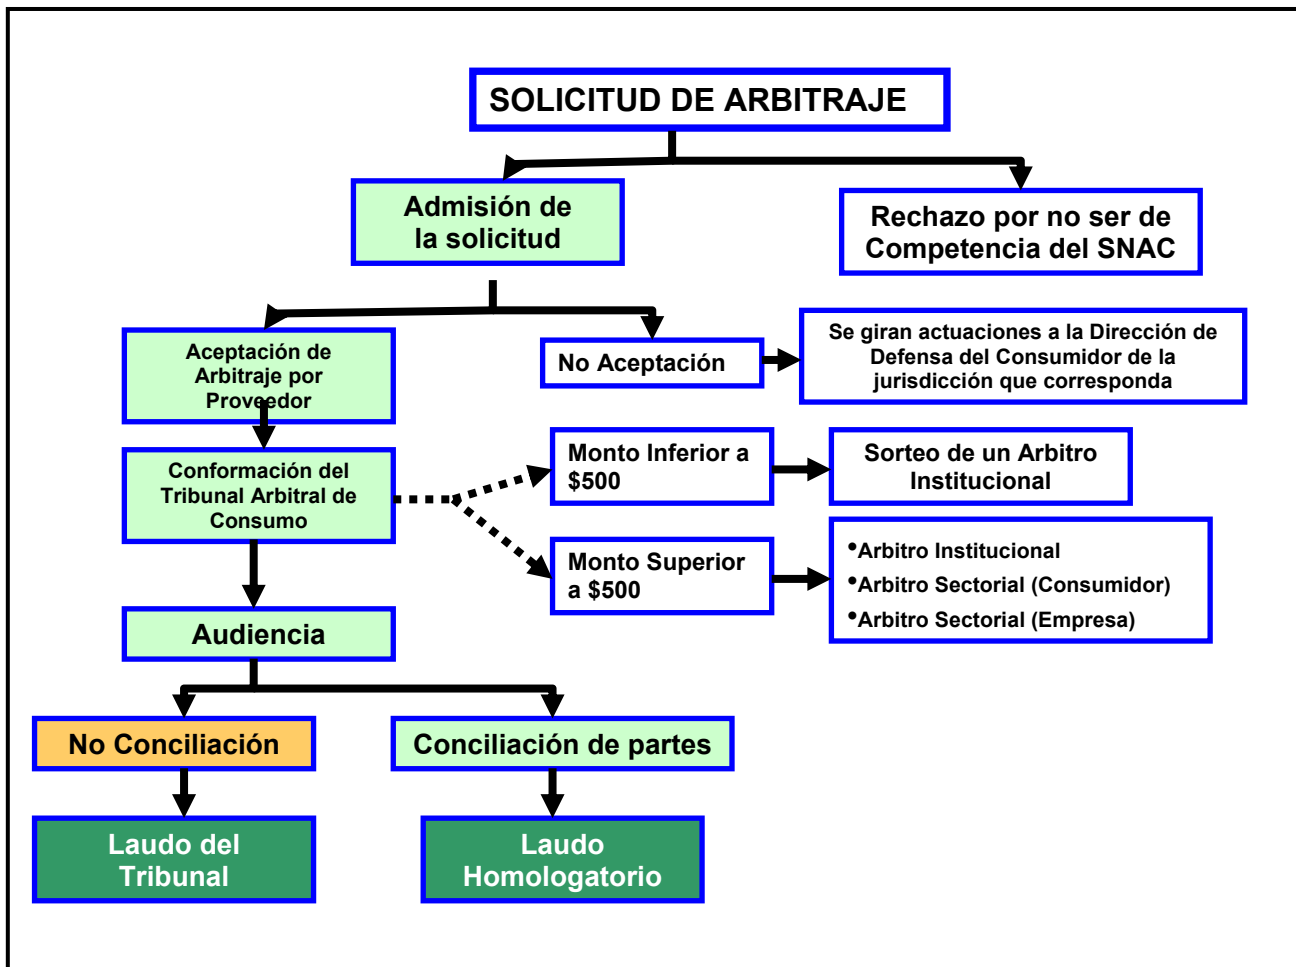 SOLICITUD DE ARBITRAJE
Admisión de
la solicitud
Rechazo por no ser de
Competencia del SNAC
Aceptación de
Arbitraje por
Proveedor
No Aceptación
Se giran actuaciones a la Dirección de
Defensa del Consumidor de la
jurisdicción que corresponda
Conformación del
Tribunal Arbitral de
Consumo
Monto Inferior a
$500
Sorteo de un Arbitro
Institucional
Monto Superior
a $500
•Arbitro Institucional
•Arbitro Sectorial (Consumidor)
•Arbitro Sectorial (Empresa)
Audiencia
No Conciliación
Conciliación de partes
Laudo del
Tribunal
Laudo
Homologatorio